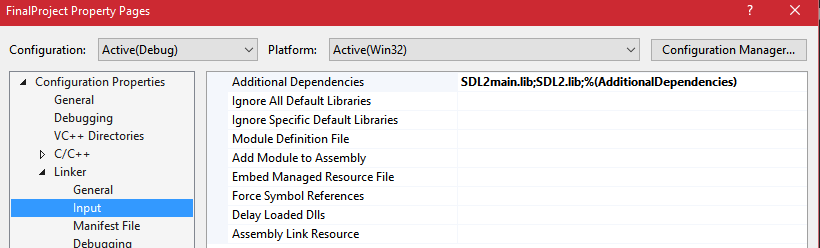 FinalProject Property Pages ? ×
Configuration: Active(Debug) Platform: Active(Win32) Configuration Manager...
Configuration Properties
General
Debugging
VC++ Directories
C/C++
Linker
General
Input
Manifest File
Debugging
Additional Dependencies SDL2main.lib;SDL2.lib;%(AdditionalDependencies)
Ignore All Default Libraries
Ignore Specific Default Libraries
Module Definition File
Add Module to Assembly
Embed Managed Resource File
Force Symbol References
Delay Loaded Dlls
Assembly Link Resource